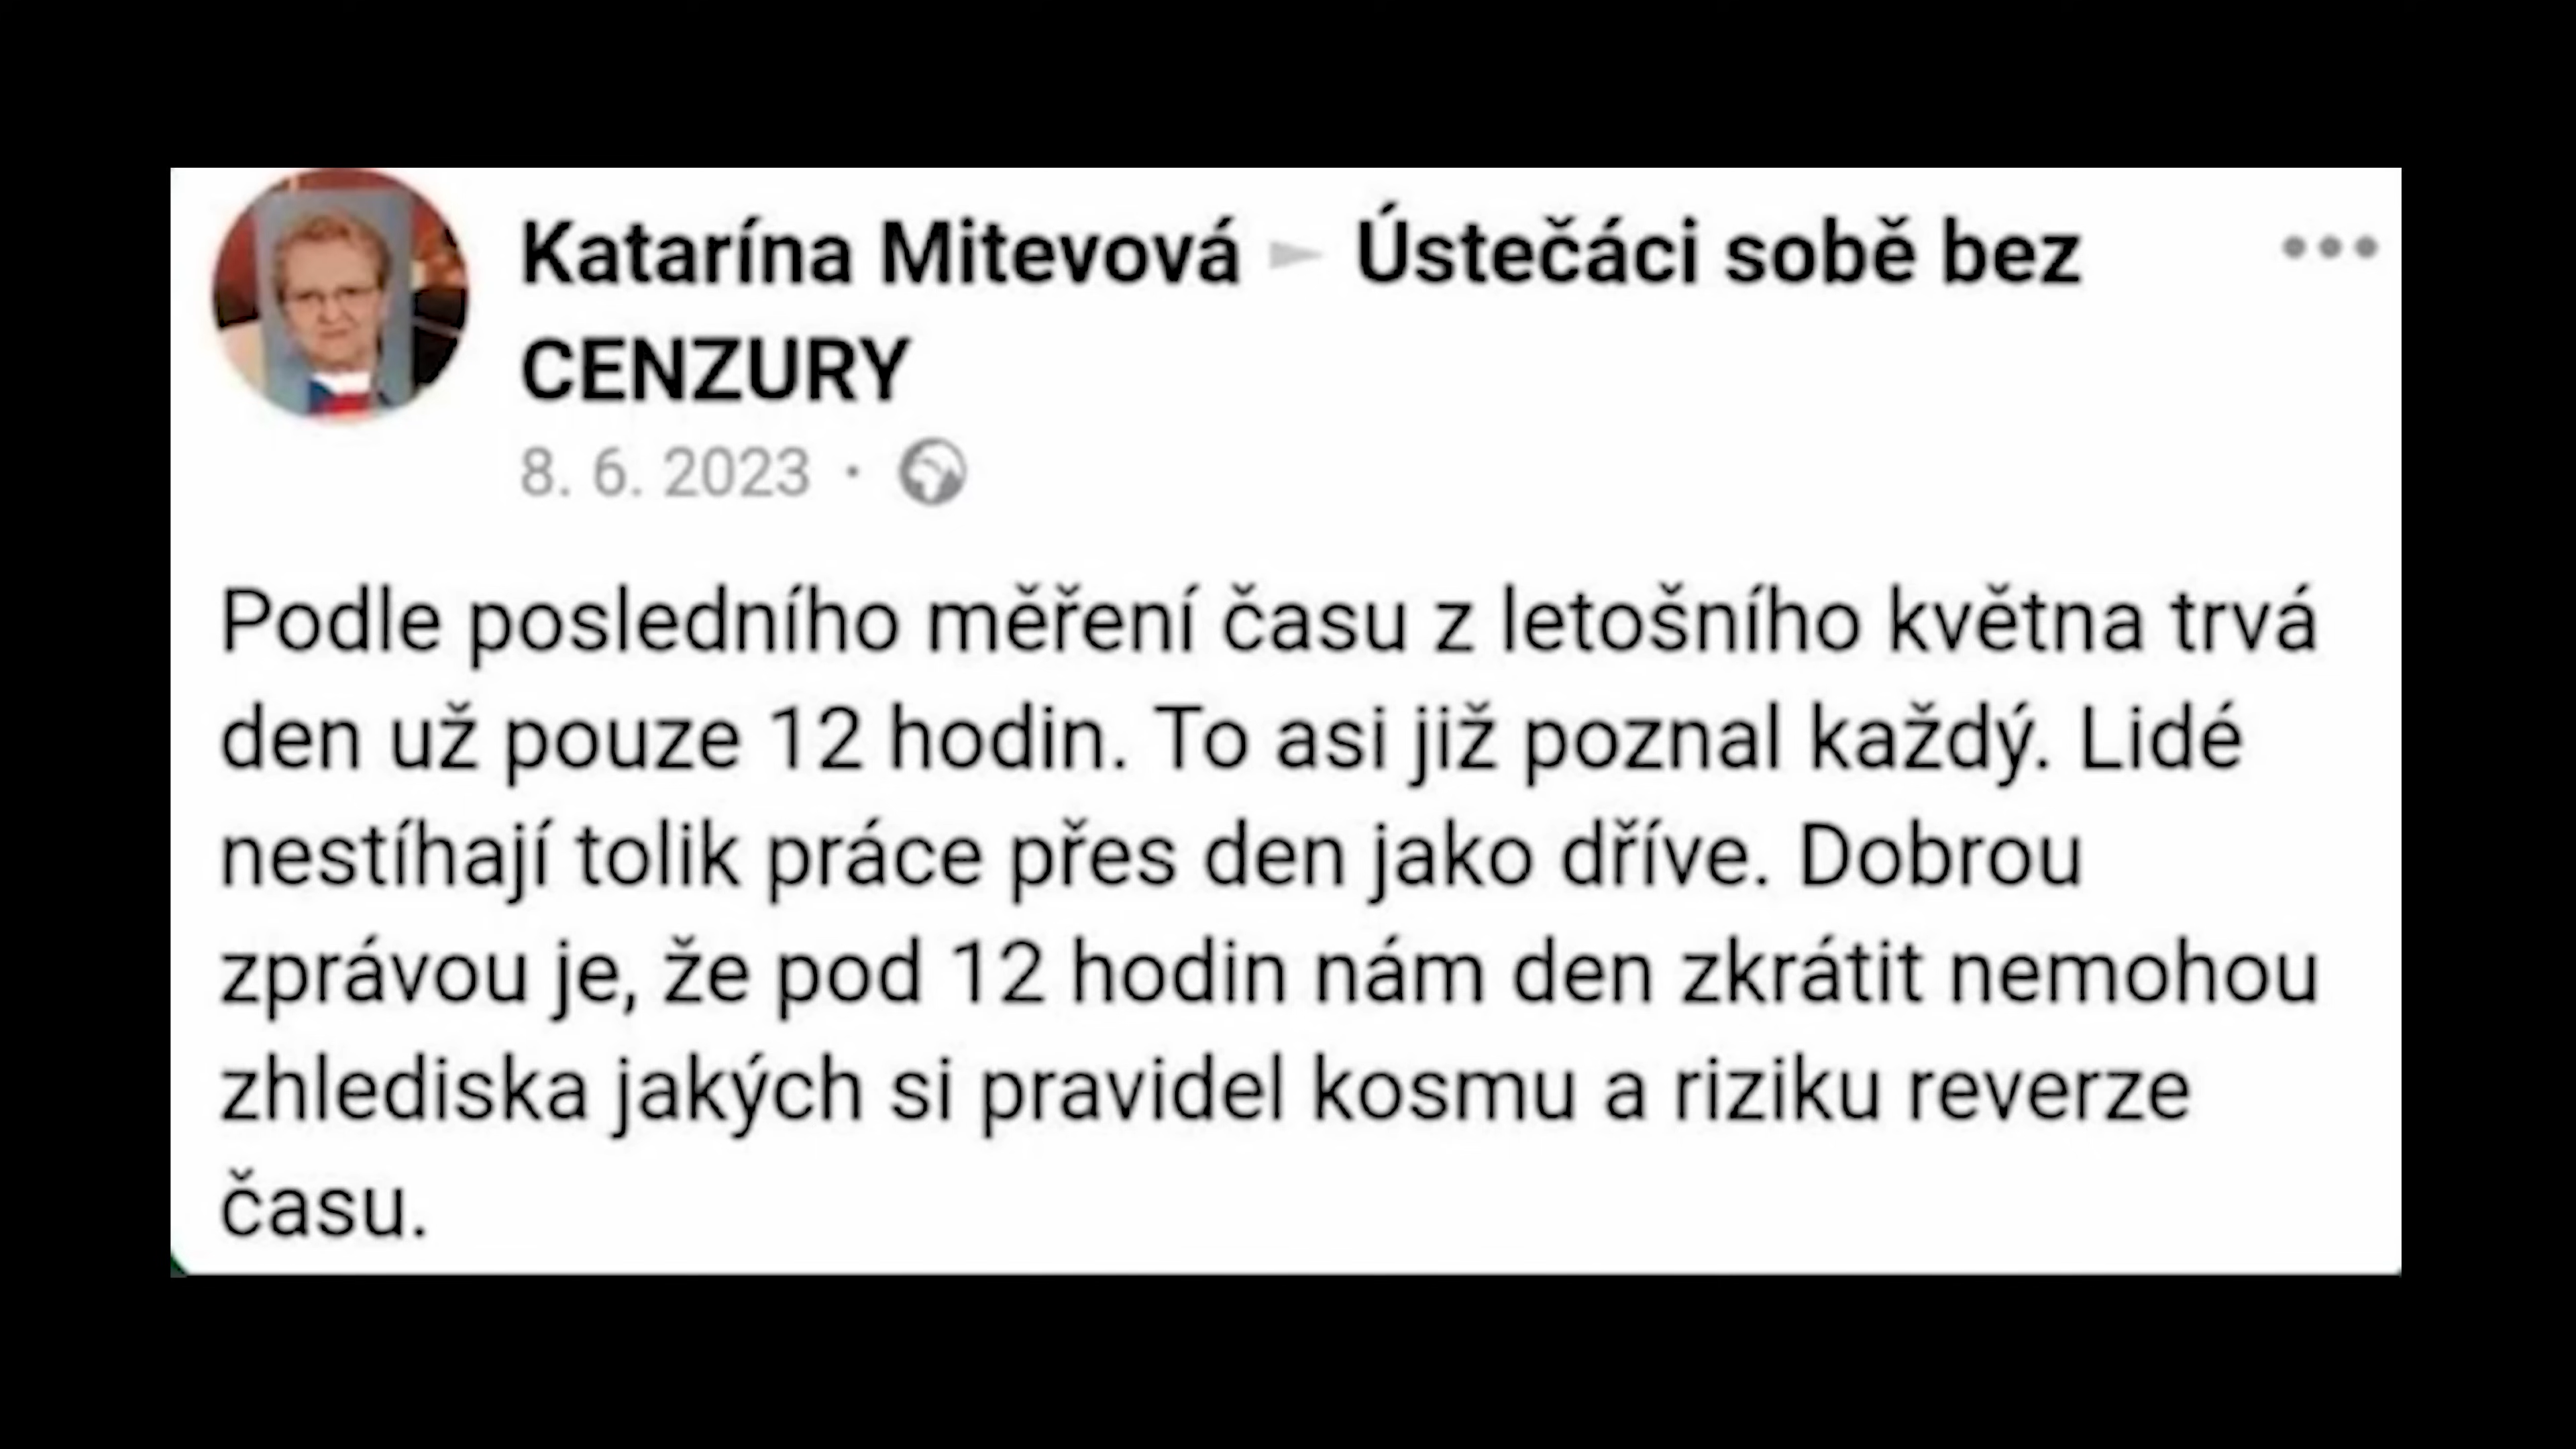 Katarína Mitevová ► Ústečáci sobě bez
CENZURY
8. 6. 2023 ·
Podle posledního měření času z letošního května trvá
den už pouze 12 hodin. To asi již poznal každý. Lidé
nestíhají tolik práce přes den jako dříve. Dobrou
zprávou je, že pod 12 hodin nám den zkrátit nemohou
zhlediska jakých si pravidel kosmu a riziku reverze
času.